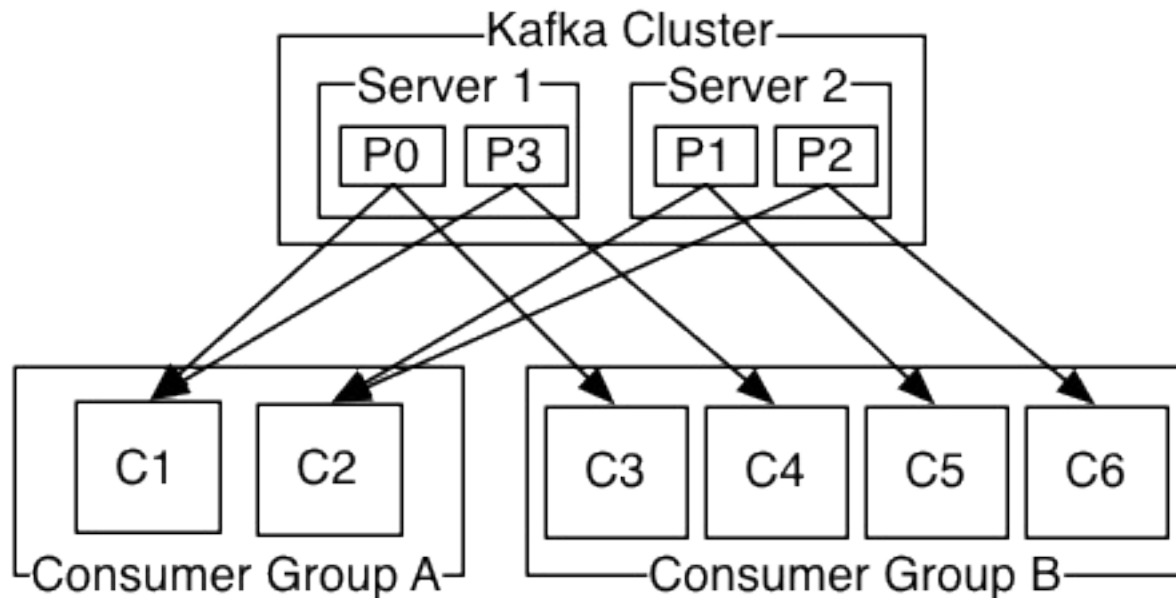 Kafka Cluster
Server 1
Server 2
P0
P3
P1
P2
C1
C2
C3
C4
C5
C6
Consumer Group A
Consumer Group B